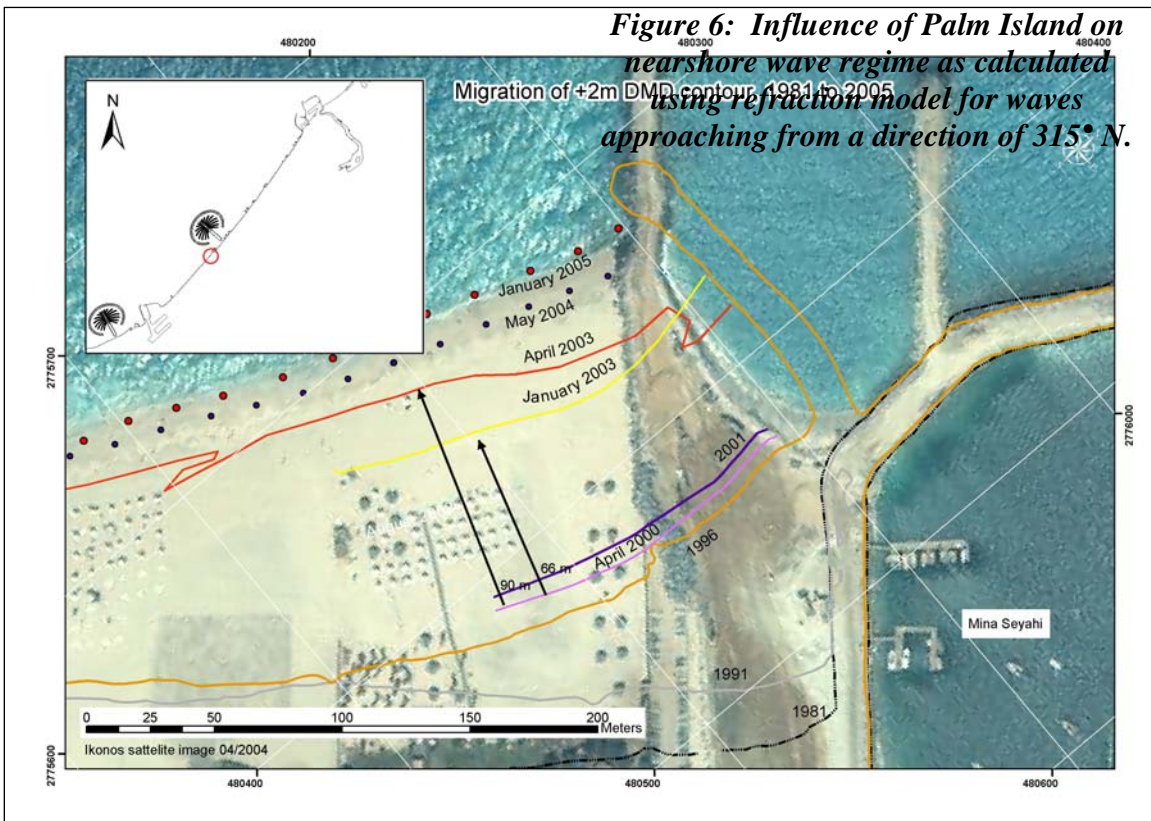 Figure 6: Influence of Palm Island on
nearshore wave regime as calculated
using refraction model for waves
approaching from a direction of 315° N.
480200
480300
480400
Migration of +2m DMD contour, 1981 to 2005
N
January 2005
May 2004
April 2003
January 2003
2775700
2776000
2001
April 2000
1996
90 m
66 m
Mina Seyahi
1991
1981
0 25 50 100 150 200
Meters
Ikonos sattelite image 04/2004
2775600
480400
480500
480600